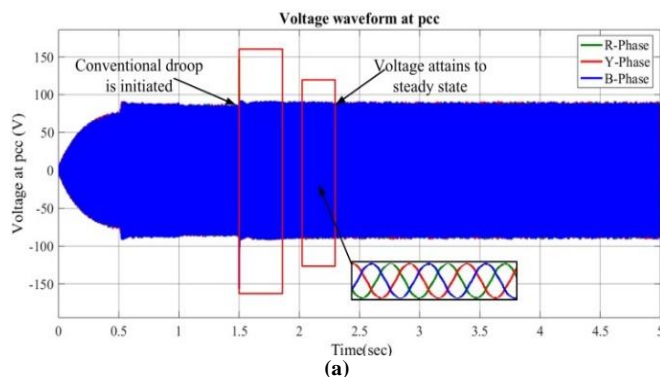 Voltage waveform at pcc
150
100
50
0
-50
-100
-150
Voltage at pcc (V)
Conventional droop
is initiated
Voltage attains to
steady state
R-Phase
Y-Phase
B-Phase
0
0.5
1
1.5
2
2.5
3
3.5
4
4.5
5
Time(sec)
(a)